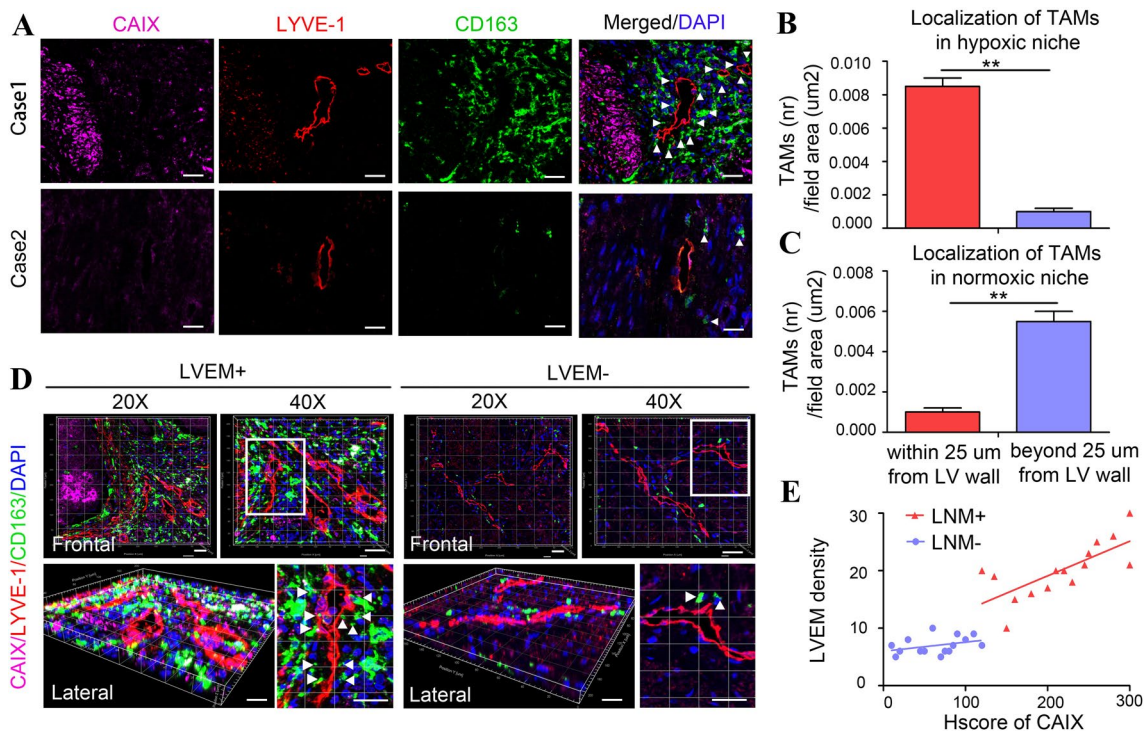 A
CAIX
LYVE-1
CD163
Merged/DAPI
Case1
Case2
B
Localization of TAMs
in hypoxic niche
**
TAMs (nr)
/field area (um2)
0.010
0.008
0.006
0.004
0.002
0.000
C
Localization of TAMs
in normoxic niche
**
TAMs (nr)
/field area (um2)
0.008
0.006
0.004
0.002
0.000
within 25 um
from LV wall
beyond 25 um
from LV wall
D
LVEM+
LVEM-
20X
40X
20X
40X
CAIX/LYVE-1/CD163/DAPI
Frontal
Frontal
Lateral
Lateral
E
LNM+
LNM-
LVEM density
30
20
10
0
0
100
200
300
Hscore of CAIX